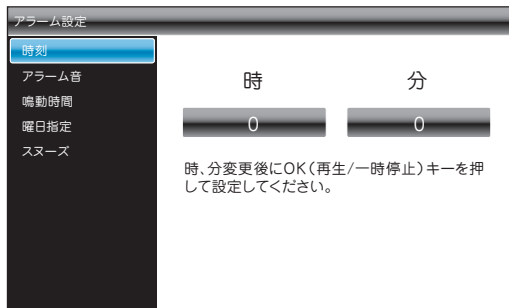 アラーム設定
時刻
アラーム音
鳴動時間
曜日指定
スヌーズ
時 分
0 0
時、分変更後にOK(再生/一時停止)キーを押
して設定してください。